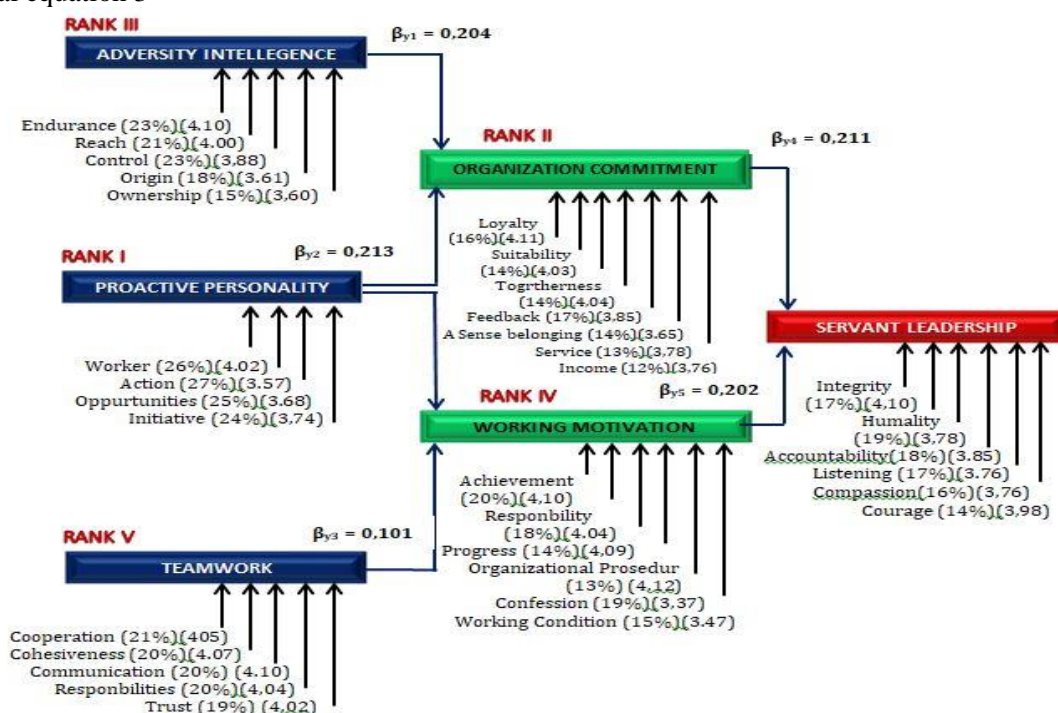 al equation 3
RANK III
ADVERSITY INTELLEGENCE
βy1 = 0,204
Endurance (23%)(4.10)
Reach (21%)(4.00)
Control (23%)(3,88)
Origin (18%)(3.61)
Ownership (15%)(3,60)
RANK II
ORGANIZATION COMMITMENT
βy4 = 0,211
Loyalty
(16%)(4.11)
Suitability
(14%)(4,03)
Togrtherness
(14%)(4,04)
Feedback (17%)(3,85)
A Sense belonging (14%)(3.65)
Service (13%)(3,78)
Income (12%)(3,76)
RANK I
βy2 = 0,213
PROACTIVE PERSONALITY
Worker (26%)(4.02)
Action (27%)(3.57)
Oppurtunities (25%)(3.68)
Initiative (24%)(3,74)
SERVANT LEADERSHIP
Integrity
(17%)(4,10)
Humality
(19%)(3,78)
Accountability(18%)(3.85)
Listening (17%)(3.76)
Compassion(16%)(3,76)
Courage (14%)(3,98)
RANK IV
βy5 = 0,202
WORKING MOTIVATION
Achievement
(20%)(4,10)
Responbility
(18%)(4.04)
Progress (14%)(4,09)
Organizational Prosedur
(13%) (4,12)
Confession (19%)(3,37)
Working Condition (15%)(3.47)
RANK V
βy3 = 0,101
TEAMWORK
Cooperation (21%)(405)
Cohesiveness (20%)(4.07)
Communication (20%) (4.10)
Responbilities (20%)(4,04)
Trust (19%) (4,02)